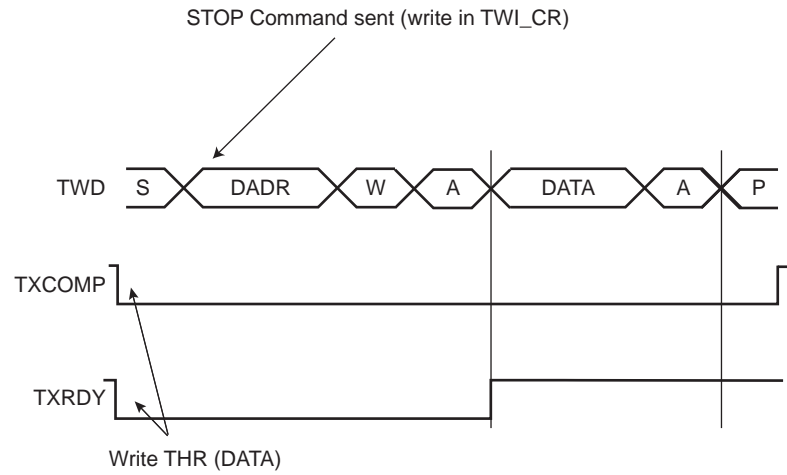 STOP Command sent (write in TWI_CR)
TWD S DADR W A DATA A P
TXCOMP
TXRDY
Write THR (DATA)